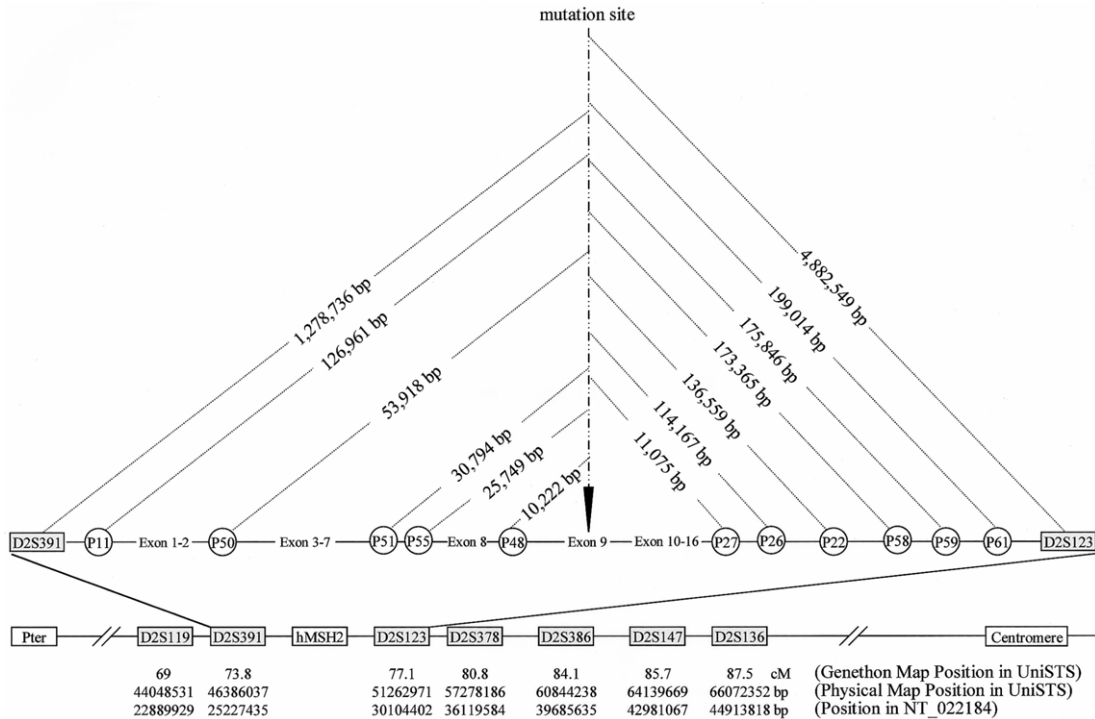 mutation site
1,278,736 bp
126,961 bp
53,918 bp
30,794 bp
25,749 bp
10,222 bp
4,882,549 bp
199,014 bp
175,846 bp
173,365 bp
136,559 bp
114,167 bp
11,075 bp
D2S391 P11 Exon 1-2 P50 Exon 3-7 P51 P55 Exon 8 P48 Exon 9 Exon 10-16 P27 P26 P22 P58 P59 P61 D2S123
Pter D2S119 D2S391 hMSH2 D2S123 D2S378 D2S386 D2S147 D2S136 Centromere
69 73.8 77.1 80.8 84.1 85.7 87.5 cM (Genethon Map Position in UniSTS)
44048531 46386037 51262971 57278186 60844238 64139669 66072352 bp (Physical Map Position in UniSTS)
22889929 25227435 30104402 36119584 39685635 42981067 44913818 bp (Position in NT_022184)